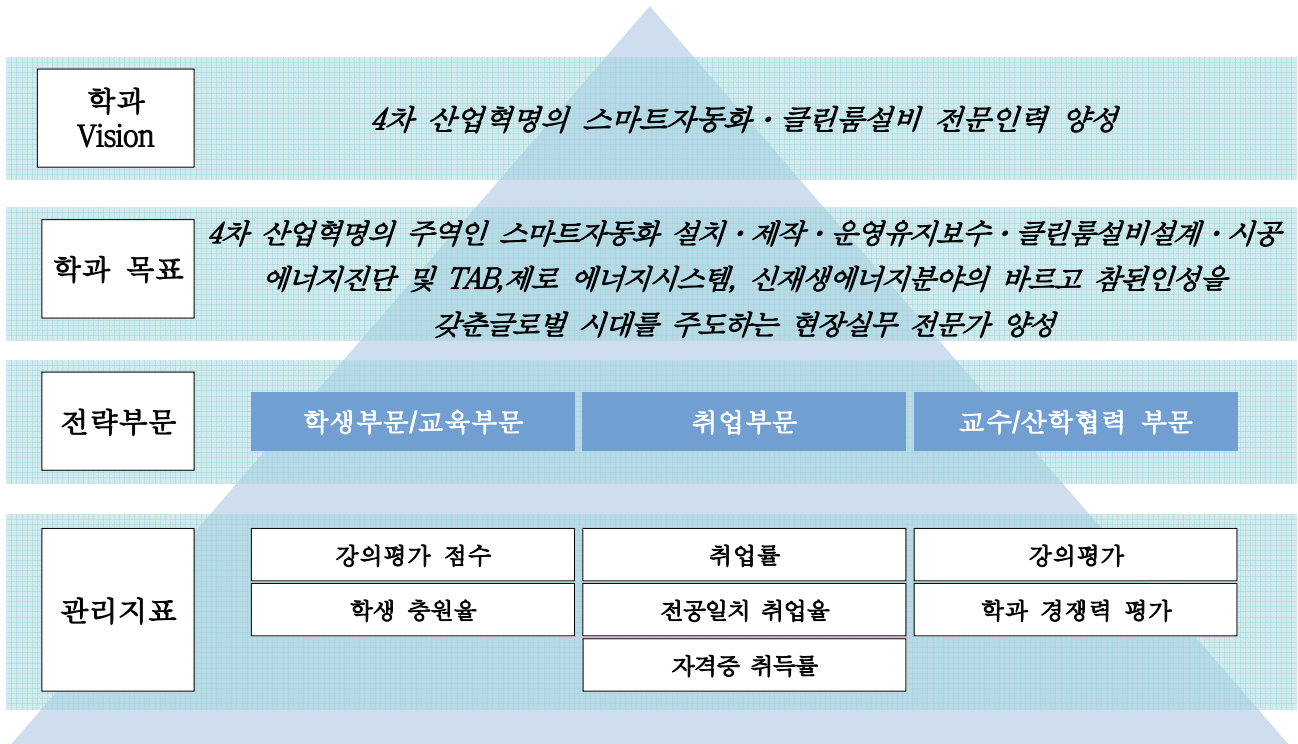 학과
Vision
4차 산업혁명의 스마트자동화·클린룸설비 전문인력 양성
학과 목표
4차 산업혁명의 주역인 스마트자동화 설치·제작·운영유지보수·클린룸설비설계·시공
에너지진단 및 TAB,제로 에너지시스템, 신재생에너지분야의 바르고 참된인성을
갖춘글로벌 시대를 주도하는 현장실무 전문가 양성
전략부문
학생부문/교육부문
취업부문
교수/산학협력 부문
관리지표
강의평가 점수
취업률
강의평가
학생 충원율
전공일치 취업율
학과 경쟁력 평가
자격증 취득률